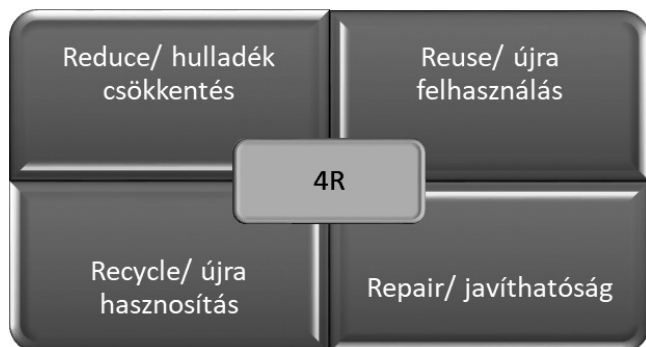 Reduce/ hulladék
csökkentés
Reuse/ újra
felhasználás
4R
Recycle/ újra
hasznosítás
Repair/ javíthatóság